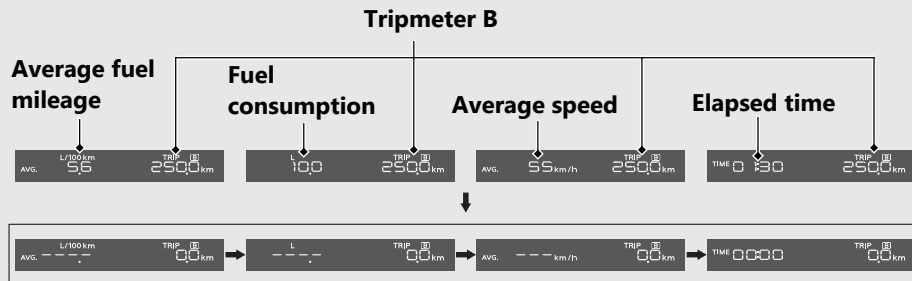 Tripmeter B
Average fuel
mileage
Fuel
consumption
Average speed
Elapsed time
AVG. 5.6 L/100 km TRIP B 250.0 km
10.0 L TRIP B 250.0 km
AVG. 55 km/h TRIP B 250.0 km
TIME 01:30 TRIP B 250.0 km
AVG. ---.- L/100 km TRIP B 0.0 km
---.- L TRIP B 0.0 km
AVG. --- km/h TRIP B 0.0 km
TIME 00:00 TRIP B 0.0 km